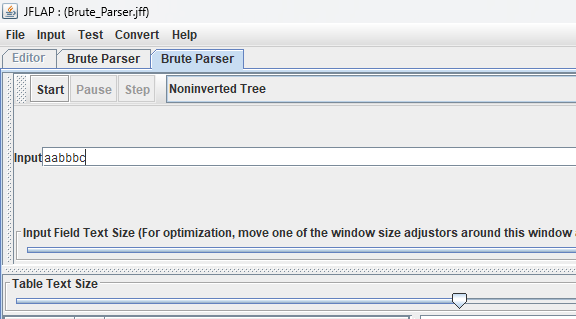 JFLAP : (Brute_Parser.jff)
File Input Test Convert Help
Editor Brute Parser Brute Parser
Start Pause Step Noninverted Tree
Input aabbbc
Input Field Text Size (For optimization, move one of the window size adjustors around this window
Table Text Size